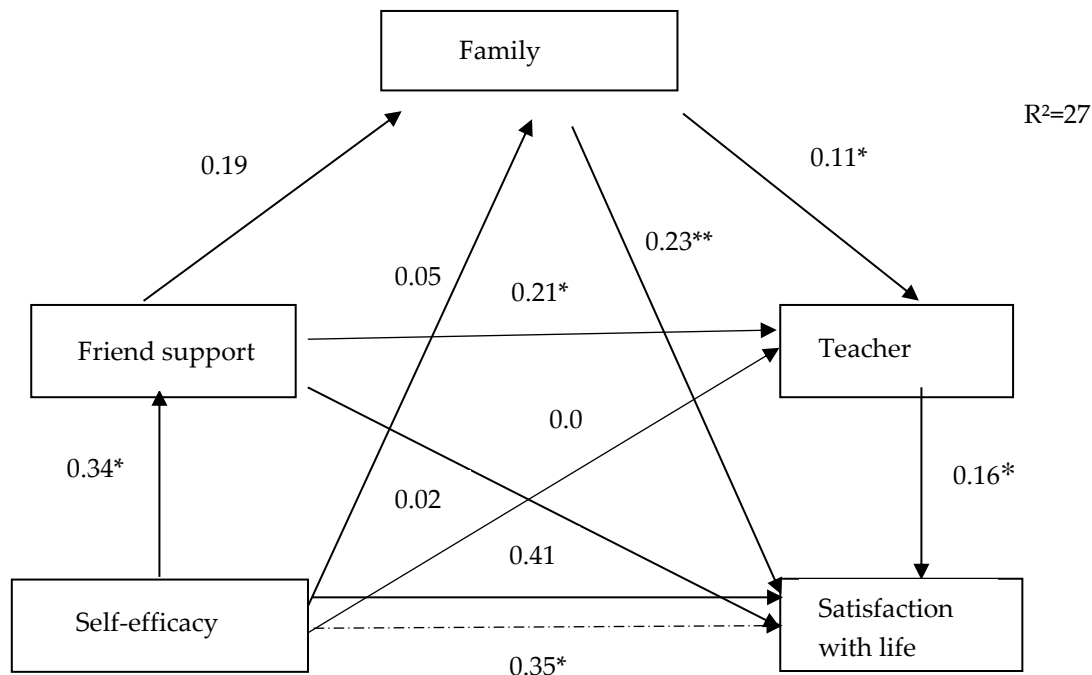 Family
R²=27
0.19
0.11*
0.05
0.23**
0.21*
Friend support
Teacher
0.34*
0.0
0.02
0.16*
0.41
Self-efficacy
Satisfaction
with life
0.35*